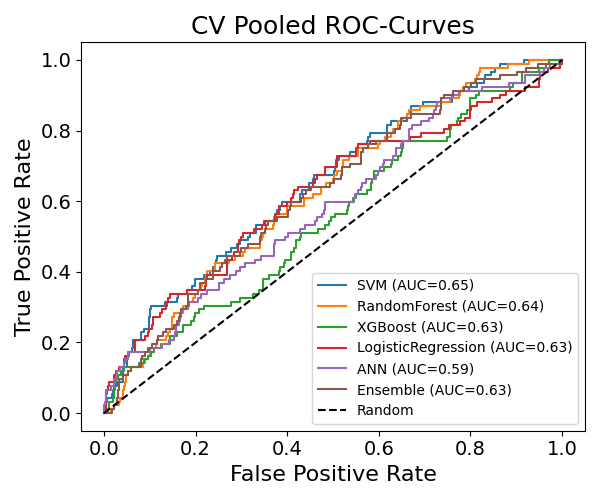 CV Pooled ROC-Curves
True Positive Rate
1.0
0.8
0.6
0.4
0.2
0.0
SVM (AUC=0.65)
RandomForest (AUC=0.64)
XGBoost (AUC=0.63)
LogisticRegression (AUC=0.63)
ANN (AUC=0.59)
Ensemble (AUC=0.63)
Random
0.0 0.2 0.4 0.6 0.8 1.0
False Positive Rate